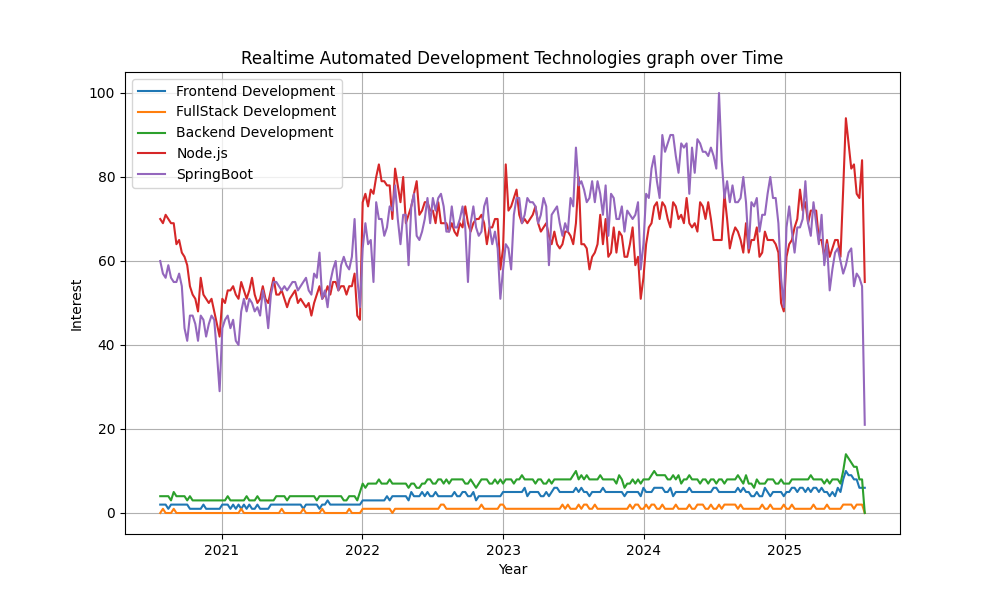 Realtime Automated Development Technologies graph over Time
Frontend Development
FullStack Development
Backend Development
Node.js
SpringBoot
100
80
60
40
20
0
Interest
2021 2022 2023 2024 2025
Year